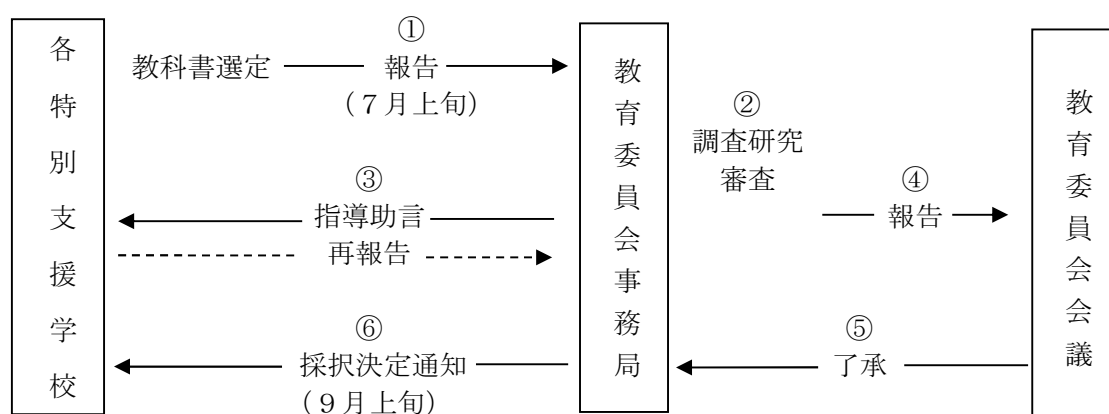 各特別支援学校
①
教科書選定
報告
(7月上旬)
③
指導助言
再報告
⑥
採択決定通知
(9月上旬)
教育委員会事務局
②
調査研究
審査
④
報告
⑤
了承
教育委員会会議